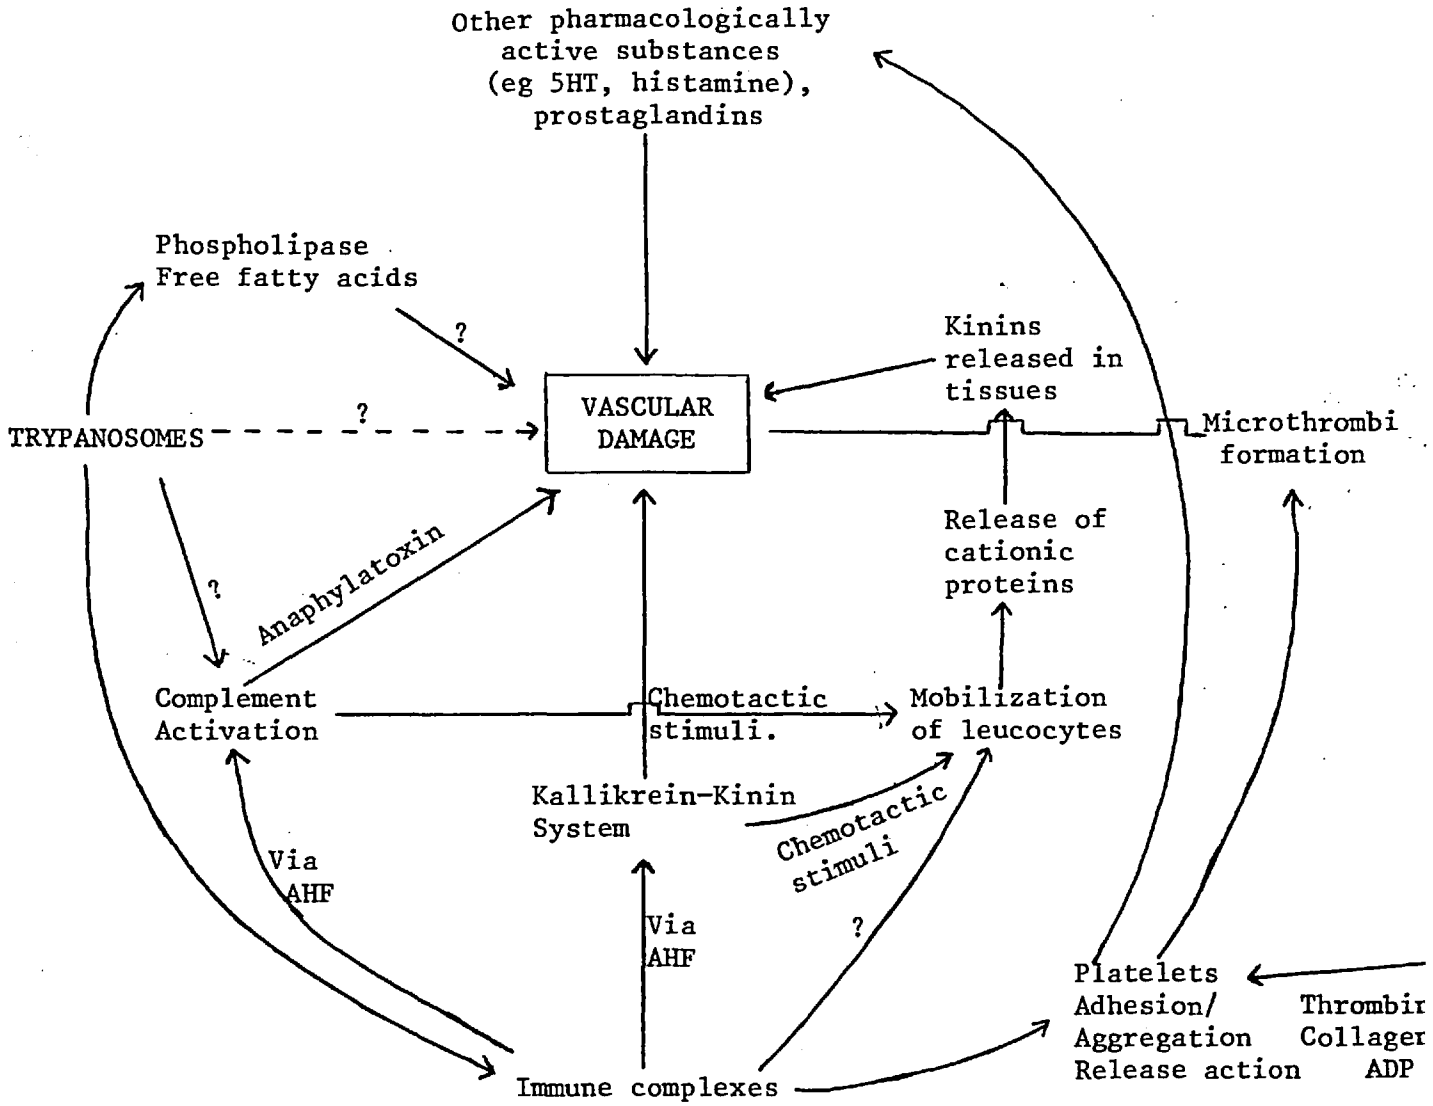 Other pharmacologically
active substances
(eg 5HT, histamine),
prostaglandins
Phospholipase
Free fatty acids
?
Kinins
released in
tissues
?
VASCULAR
DAMAGE
TRYPANOSOMES
Microthrombi
formation
Release of
cationic
proteins
Anaphylatoxin
?
Complement
Activation
Chemotactic
stimuli.
Mobilization
of leucocytes
Kallikrein-Kinin
System
Chemotactic
stimuli
Via
AHF
Via
AHF
?
Platelets
Adhesion/
Aggregation
Release action
Immune complexes
ADP